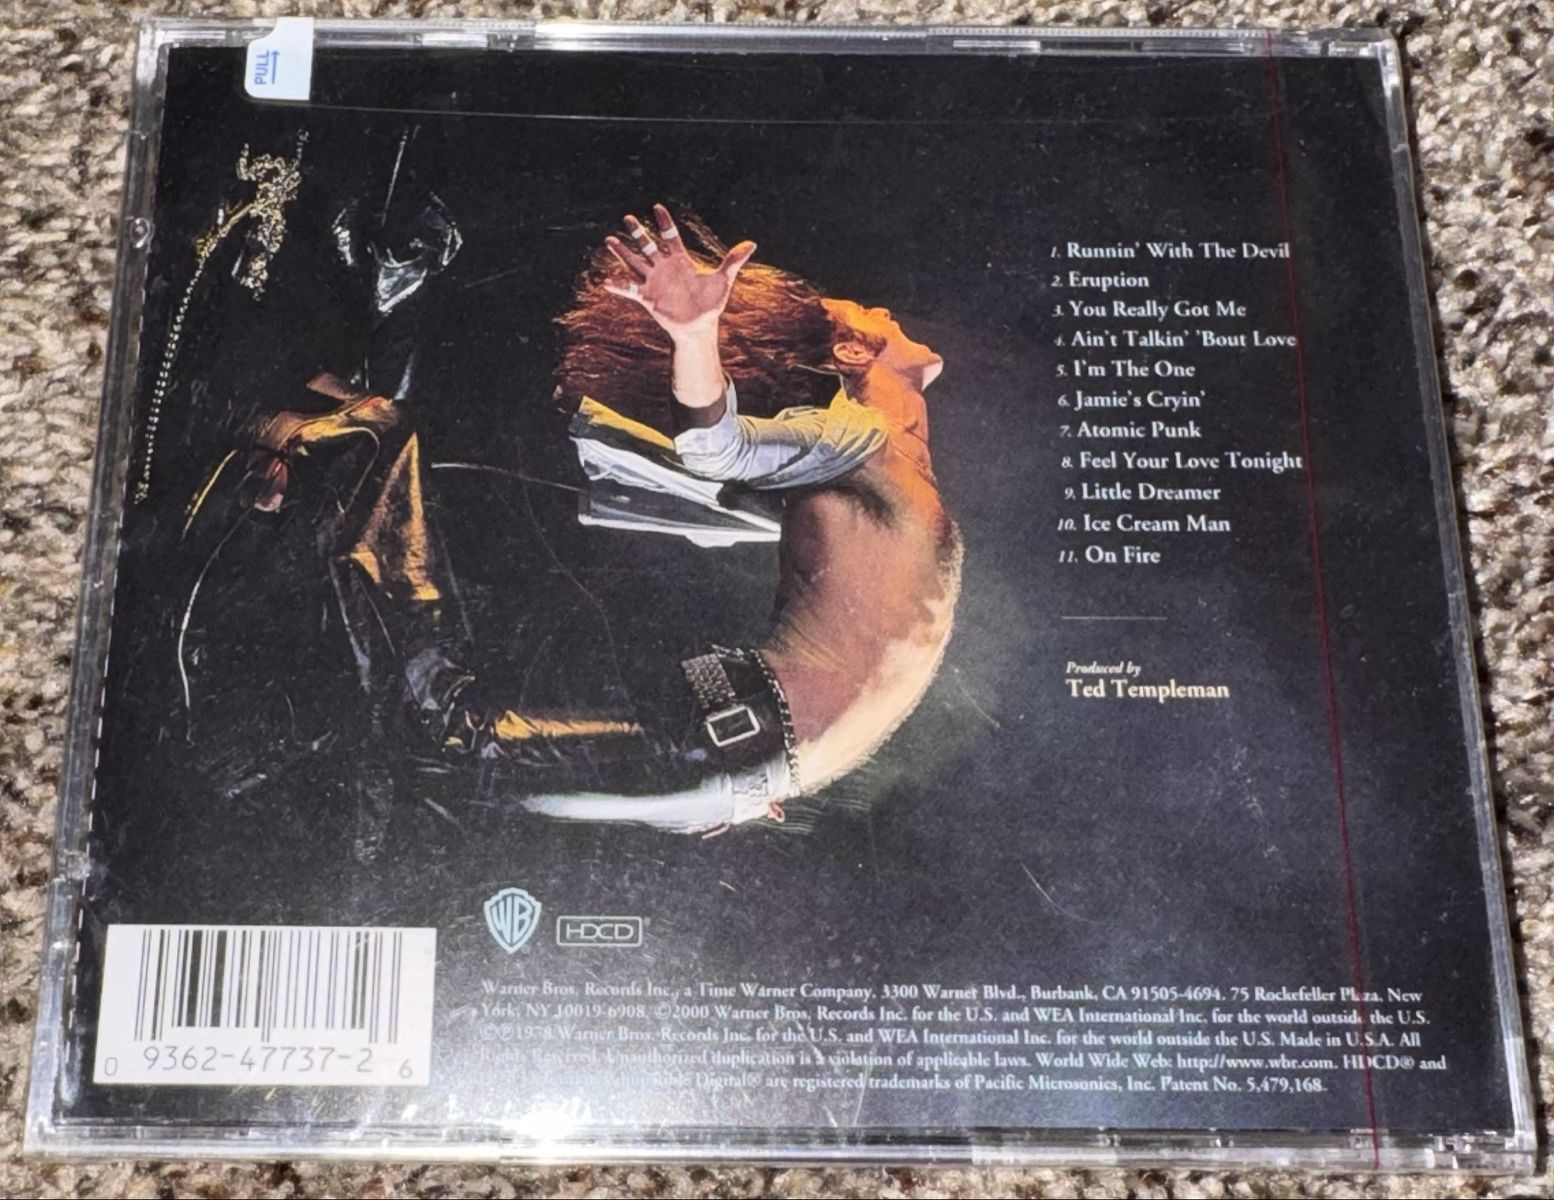 PULL
1. Runnin' With The Devil
2. Eruption
3. You Really Got Me
4. Ain't Talkin' 'Bout Love
5. I'm The One
6. Jamie's Cryin'
7. Atomic Punk
8. Feel Your Love Tonight
9. Little Dreamer
10. Ice Cream Man
11. On Fire
Produced by
Ted Templeman
WB HDCD®
Warner Bros. Records Inc., a Time Warner Company, 3300 Warner Blvd., Burbank, CA 91505-4694. 75 Rockefeller Plaza, New
York, NY 10019-6908. ©2000 Warner Bros. Records Inc. for the U.S. and WEA International Inc. for the world outside the U.S.
©℗1978 Warner Bros. Records Inc. for the U.S. and WEA International Inc. for the world outside the U.S. Made in U.S.A. All
Rights Reserved. Unauthorized duplication is a violation of applicable laws. World Wide Web: http://www.wbr.com. HDCD® and
Digital® are registered trademarks of Pacific Microsonics, Inc. Patent No. 5,479,168.
0 9362-47737-2 6